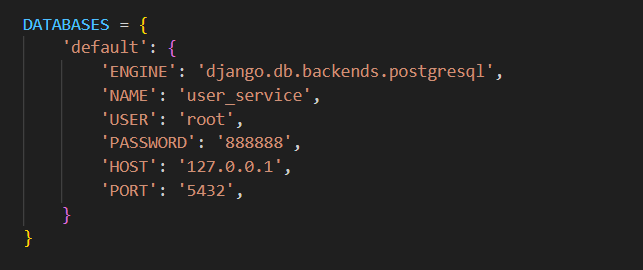 DATABASES = {
    'default': {
        'ENGINE': 'django.db.backends.postgresql',
        'NAME': 'user_service',
        'USER': 'root',
        'PASSWORD': '888888',
        'HOST': '127.0.0.1',
        'PORT': '5432',
    }
}